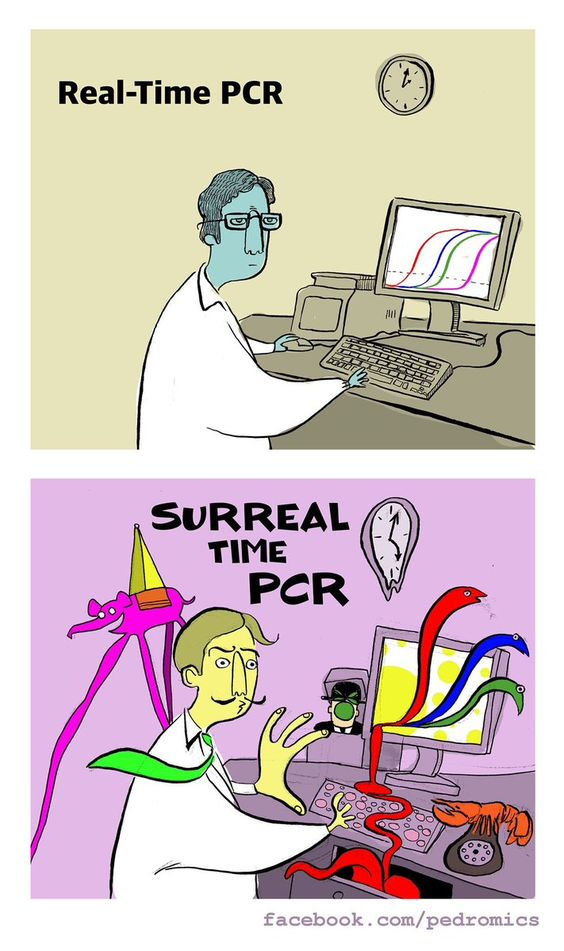 Real-Time PCR
SURREAL
TIME
PCR
facebook.com/pedromics